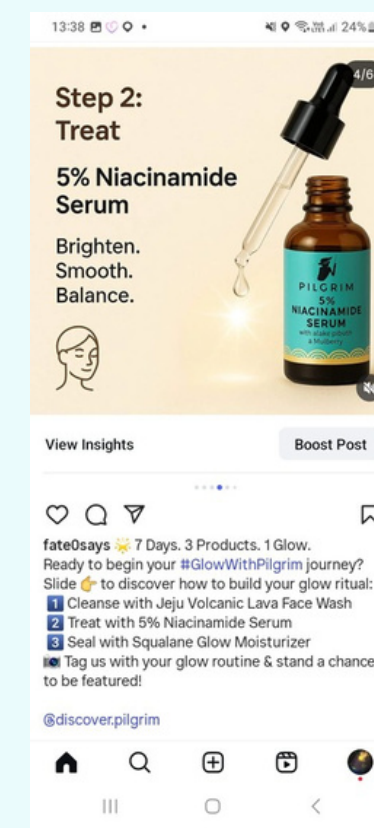 13:38
24%
4/6
Step 2:
Treat
5% Niacinamide
Serum
Brighten.
Smooth.
Balance.
PILGRIM
5%
NIACINAMIDE
SERUM
& Mulberry
View Insights
Boost Post
fate0says 🌟 7 Days. 3 Products. 1 Glow.
Ready to begin your #GlowWithPilgrim journey?
Slide 👉 to discover how to build your glow ritual:
1️⃣ Cleanse with Jeju Volcanic Lava Face Wash
2️⃣ Treat with 5% Niacinamide Serum
3️⃣ Seal with Squalane Glow Moisturizer
📷 Tag us with your glow routine & stand a chance
to be featured!
@discover.pilgrim